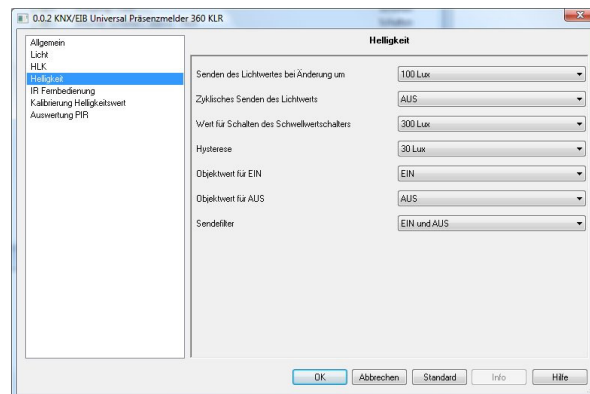 0.0.2 KNX/EIB Universal Präsenzmelder 360 KLR
Allgemein
Licht
HLK
Helligkeit
IR Fernbedienung
Kalibrierung Helligkeitswert
Auswertung PIR
Helligkeit
Senden des Lichtwertes bei Änderung um 100 Lux
Zyklisches Senden des Lichtwerts AUS
Wert für Schalten des Schwellwertschalters 300 Lux
Hysterese 30 Lux
Objektwert für EIN EIN
Objektwert für AUS AUS
Sendefilter EIN und AUS
OK Abbrechen Standard Info Hilfe